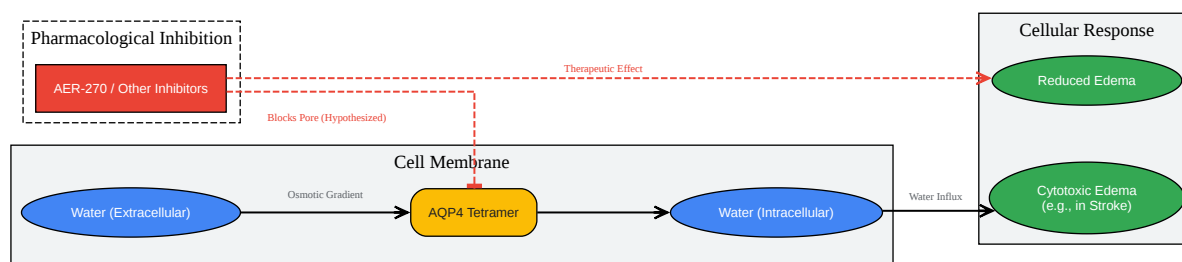 Pharmacological Inhibition
AER-270 / Other Inhibitors
Therapeutic Effect
Blocks Pore (Hypothesized)
Cellular Response
Reduced Edema
Cytotoxic Edema
(e.g., in Stroke)
Cell Membrane
Water (Extracellular)
Osmotic Gradient
AQP4 Tetramer
Water (Intracellular)
Water Influx